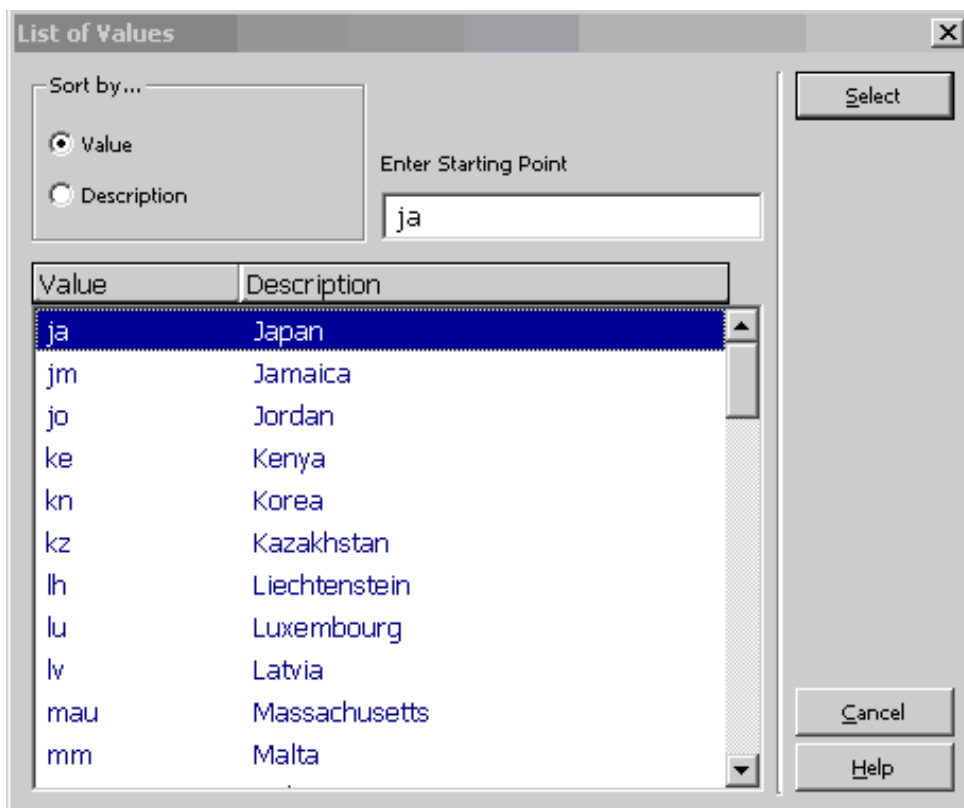 List of Values
Sort by...
Value
Description
Enter Starting Point
ja
Select
Value Description
ja Japan
jm Jamaica
jo Jordan
ke Kenya
kn Korea
kz Kazakhstan
lh Liechtenstein
lu Luxembourg
lv Latvia
mau Massachusetts
mm Malta
Cancel
Help